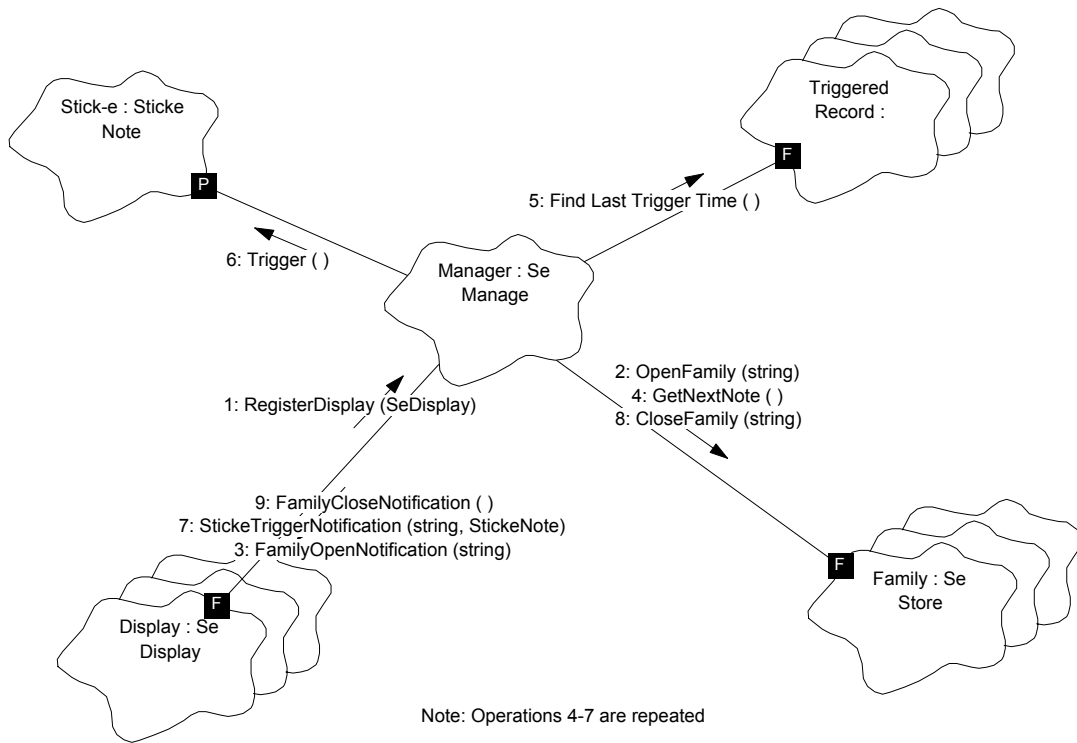 Stick-e : Sticke
Note
P
6: Trigger ( )
Triggered
Record :
F
5: Find Last Trigger Time ( )
Manager : Se
Manage
1: RegisterDisplay (SeDisplay)
2: OpenFamily (string)
4: GetNextNote ( )
8: CloseFamily (string)
9: FamilyCloseNotification ( )
7: StickeTriggerNotification (string, StickeNote)
3: FamilyOpenNotification (string)
F
Display : Se
Display
F
Family : Se
Store
Note: Operations 4-7 are repeated